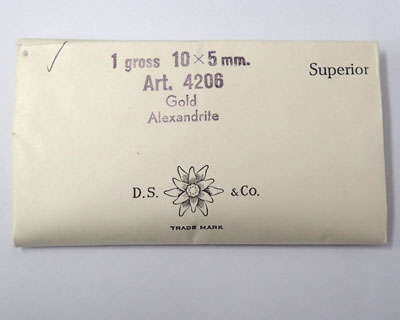 1 gross 10×5 mm.
Superior
Art. 4206
Gold
Alexandrite
D.S. & Co.
TRADE MARK